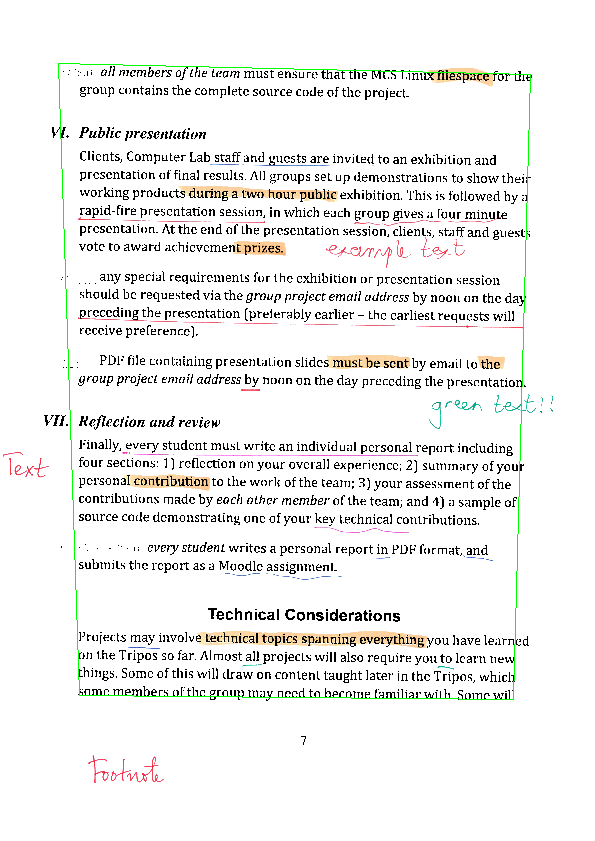 all members of the team must ensure that the MCS Linux filespace for the
group contains the complete source code of the project.
VI. Public presentation
Clients, Computer Lab staff and guests are invited to an exhibition and
presentation of final results. All groups set up demonstrations to show their
working products during a two hour public exhibition. This is followed by a
rapid-fire presentation session, in which each group gives a four minute
presentation. At the end of the presentation session, clients, staff and guests
vote to award achievement prizes.
example text
any special requirements for the exhibition or presentation session
should be requested via the group project email address by noon on the day
preceding the presentation (preferably earlier – the earliest requests will
receive preference).
PDF file containing presentation slides must be sent by email to the
group project email address by noon on the day preceding the presentation.
green text!!
VII. Reflection and review
Finally, every student must write an individual personal report including
Text
four sections: 1) reflection on your overall experience; 2) summary of your
personal contribution to the work of the team; 3) your assessment of the
contributions made by each other member of the team; and 4) a sample of
source code demonstrating one of your key technical contributions.
every student writes a personal report in PDF format, and
submits the report as a Moodle assignment.
Technical Considerations
Projects may involve technical topics spanning everything you have learned
on the Tripos so far. Almost all projects will also require you to learn new
things. Some of this will draw on content taught later in the Tripos, which
some members of the group may need to become familiar with. Some will
7
Footnote